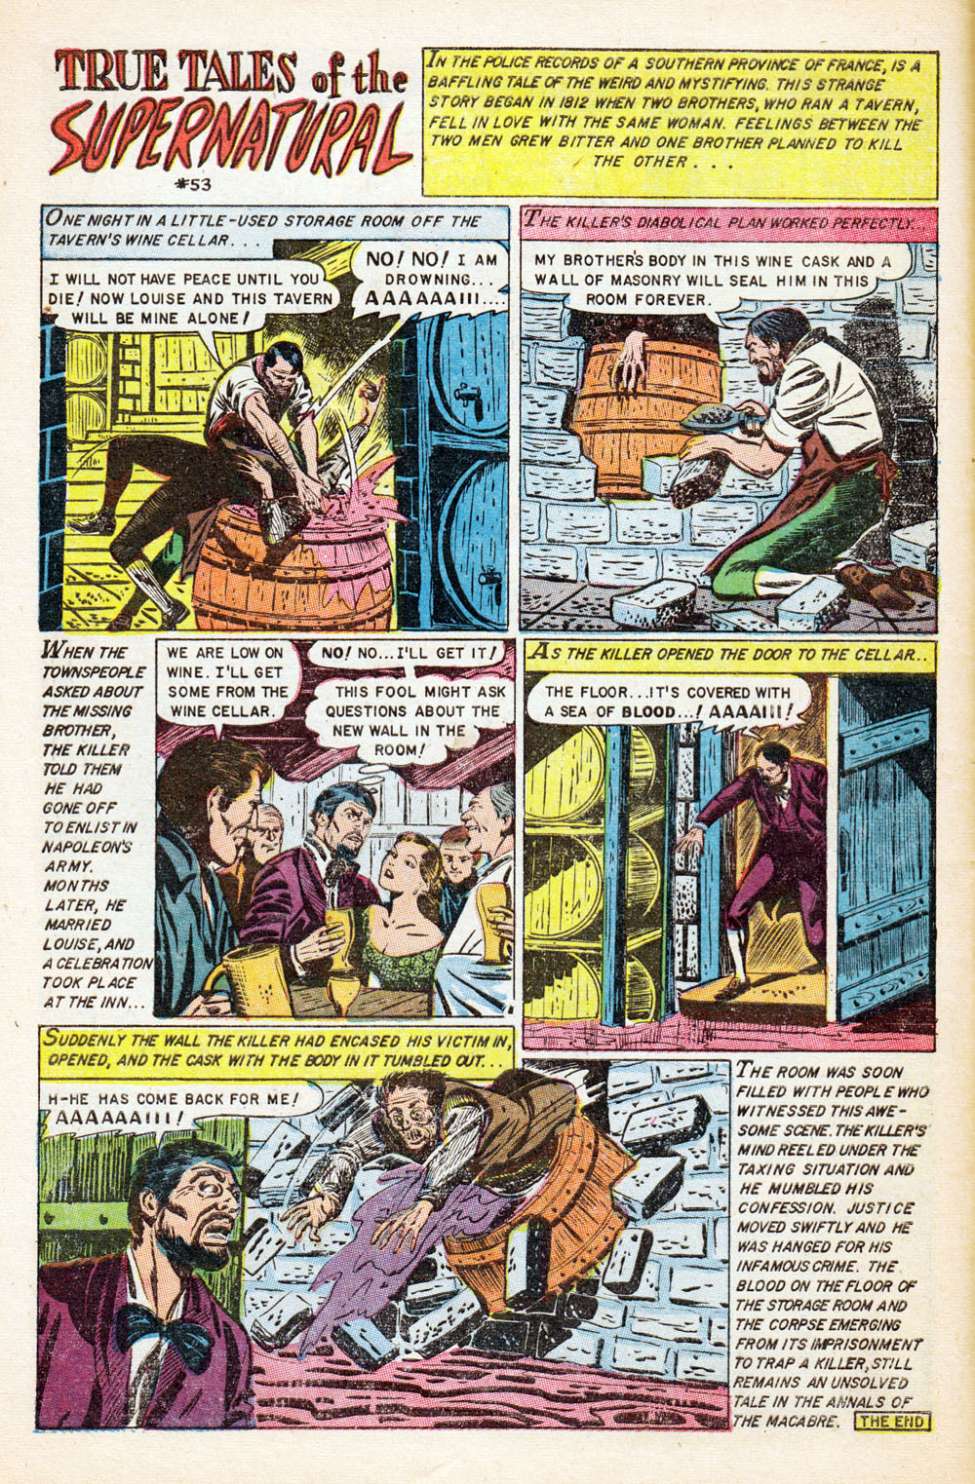 TRUE TALES of the
SUPERNATURAL
#53
IN THE POLICE RECORDS OF A SOUTHERN PROVINCE OF FRANCE, IS A
BAFFLING TALE OF THE WEIRD AND MYSTIFYING. THIS STRANGE
STORY BEGAN IN 1812 WHEN TWO BROTHERS, WHO RAN A TAVERN,
FELL IN LOVE WITH THE SAME WOMAN. FEELINGS BETWEEN THE
TWO MEN GREW BITTER AND ONE BROTHER PLANNED TO KILL
THE OTHER . . .
ONE NIGHT IN A LITTLE-USED STORAGE ROOM OFF THE
TAVERN'S WINE CELLAR. . .
I WILL NOT HAVE PEACE UNTIL YOU
DIE! NOW LOUISE AND THIS TAVERN
WILL BE MINE ALONE!
NO! NO! I AM
DROWNING...
AAAAAAIII....
THE KILLER'S DIABOLICAL PLAN WORKED PERFECTLY..
MY BROTHER'S BODY IN THIS WINE CASK AND A
WALL OF MASONRY WILL SEAL HIM IN THIS
ROOM FOREVER.
WHEN THE
TOWNSPEOPLE
ASKED ABOUT
THE MISSING
BROTHER,
THE KILLER
TOLD THEM
HE HAD
GONE OFF
TO ENLIST IN
NAPOLEON'S
ARMY.
MONTHS
LATER, HE
MARRIED
LOUISE, AND
A CELEBRATION
TOOK PLACE
AT THE INN...
WE ARE LOW ON
WINE. I'LL GET
SOME FROM THE
WINE CELLAR.
NO! NO...I'LL GET IT!
THIS FOOL MIGHT ASK
QUESTIONS ABOUT THE
NEW WALL IN THE
ROOM!
AS THE KILLER OPENED THE DOOR TO THE CELLAR..
THE FLOOR...IT'S COVERED WITH
A SEA OF BLOOD...! AAAAIII!
SUDDENLY THE WALL THE KILLER HAD ENCASED HIS VICTIM IN,
OPENED, AND THE CASK WITH THE BODY IN IT TUMBLED OUT...
H-HE HAS COME BACK FOR ME!
AAAAAAIII!
THE ROOM WAS SOON
FILLED WITH PEOPLE WHO
WITNESSED THIS AWE-
SOME SCENE. THE KILLER'S
MIND REELED UNDER THE
TAXING SITUATION AND
HE MUMBLED HIS
CONFESSION. JUSTICE
MOVED SWIFTLY AND HE
WAS HANGED FOR HIS
INFAMOUS CRIME. THE
BLOOD ON THE FLOOR OF
THE STORAGE ROOM AND
THE CORPSE EMERGING
FROM ITS IMPRISONMENT
TO TRAP A KILLER, STILL
REMAINS AN UNSOLVED
TALE IN THE ANNALS OF
THE MACABRE. THE END